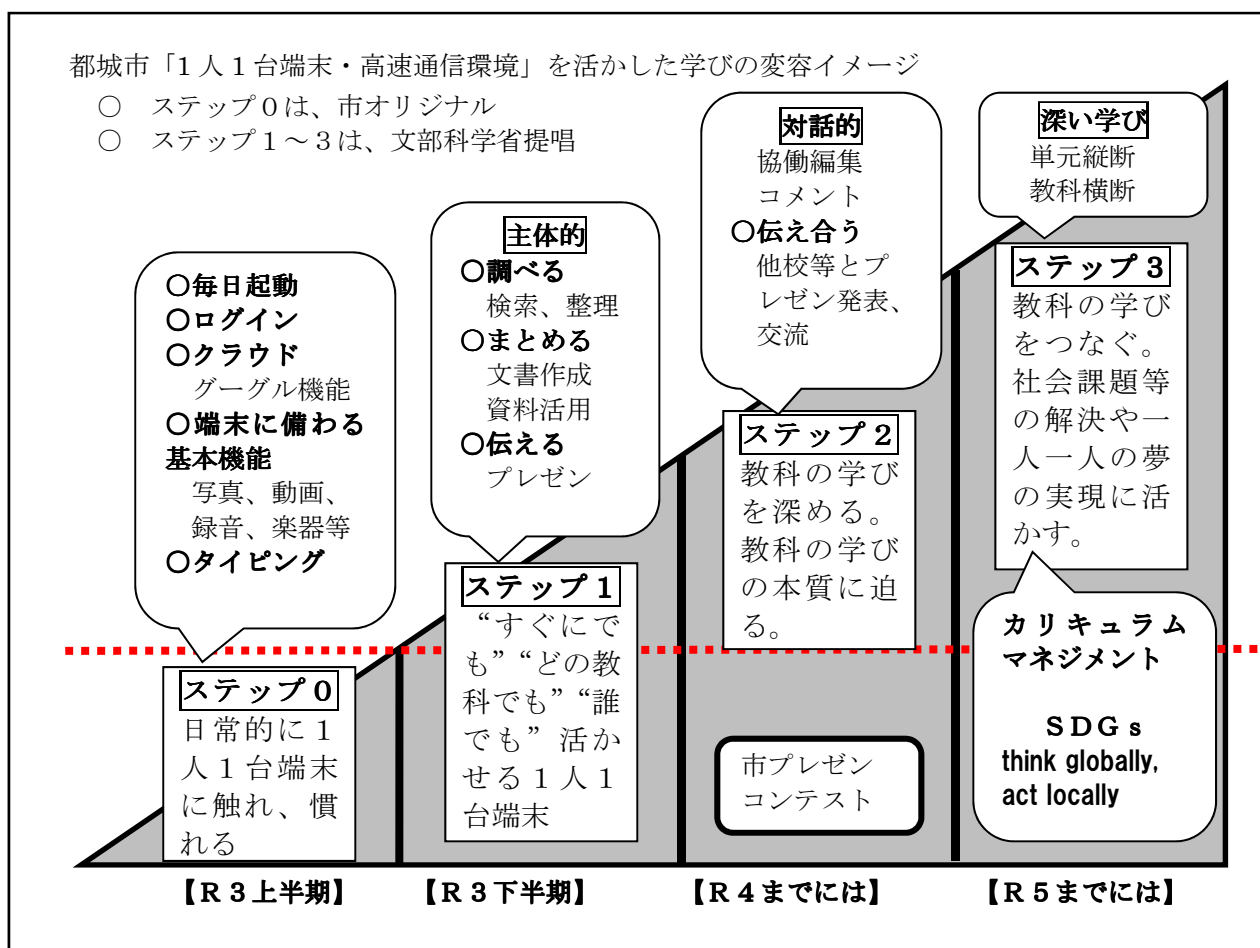 都城市「1人1台端末・高速通信環境」を活かした学びの変容イメージ
○ ステップ0は、市オリジナル
○ ステップ1～3は、文部科学省提唱
○毎日起動
○ログイン
○クラウド
グーグル機能
○端末に備わる
基本機能
写真、動画、
録音、楽器等
○タイピング
ステップ0
日常的に1
人1台端末
に触れ、慣
れる
【R3上半期】
主体的
○調べる
検索、整理
○まとめる
文書作成
資料活用
○伝える
プレゼン
ステップ1
“すぐにで
も”“どの教
科でも”“誰
でも”活か
せる1人1
台端末
【R3下半期】
対話的
協働編集
コメント
○伝え合う
他校等とプ
レゼン発表、
交流
ステップ2
教科の学び
を深める。
教科の学び
の本質に迫
る。
市プレゼン
コンテスト
【R4までには】
深い学び
単元縦断
教科横断
ステップ3
教科の学び
をつなぐ。
社会課題等
の解決や一
人一人の夢
の実現に活
かす。
カリキュラム
マネジメント
SDGs
think globally,
act locally
【R5までには】